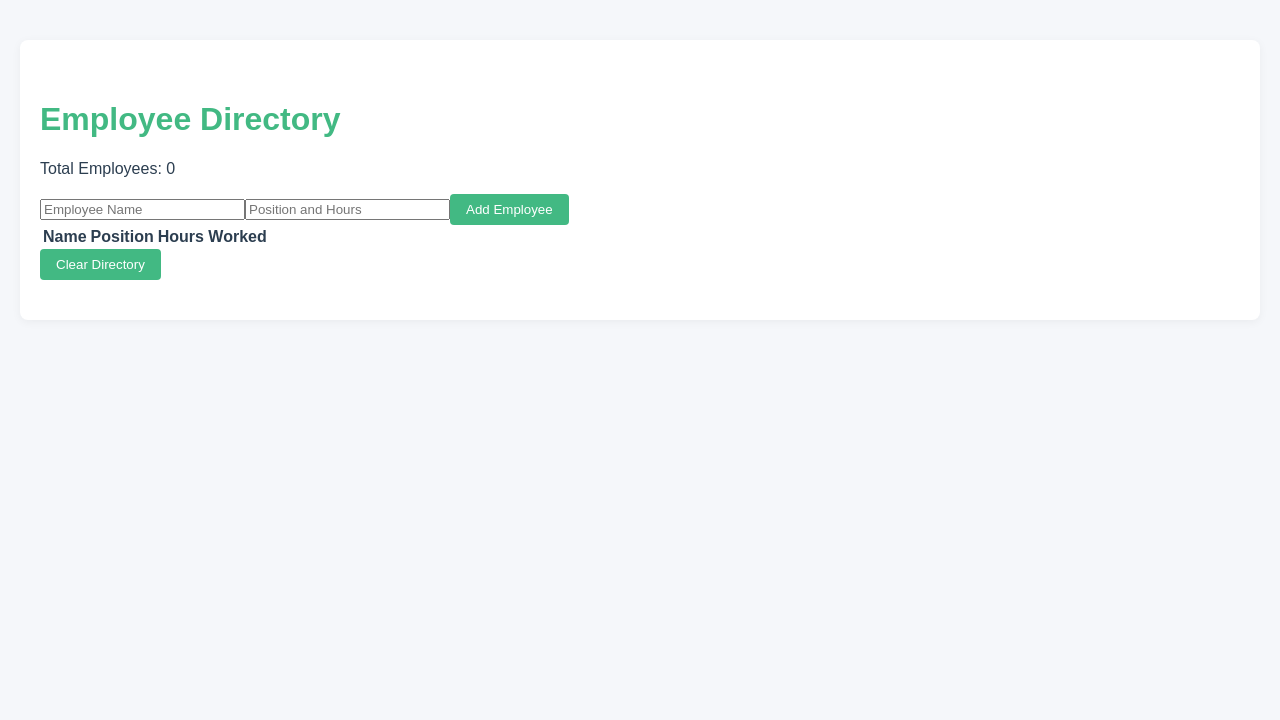 Employee Directory
Total Employees: 0
Employee Name Position and Hours Add Employee
Name Position Hours Worked
Clear Directory